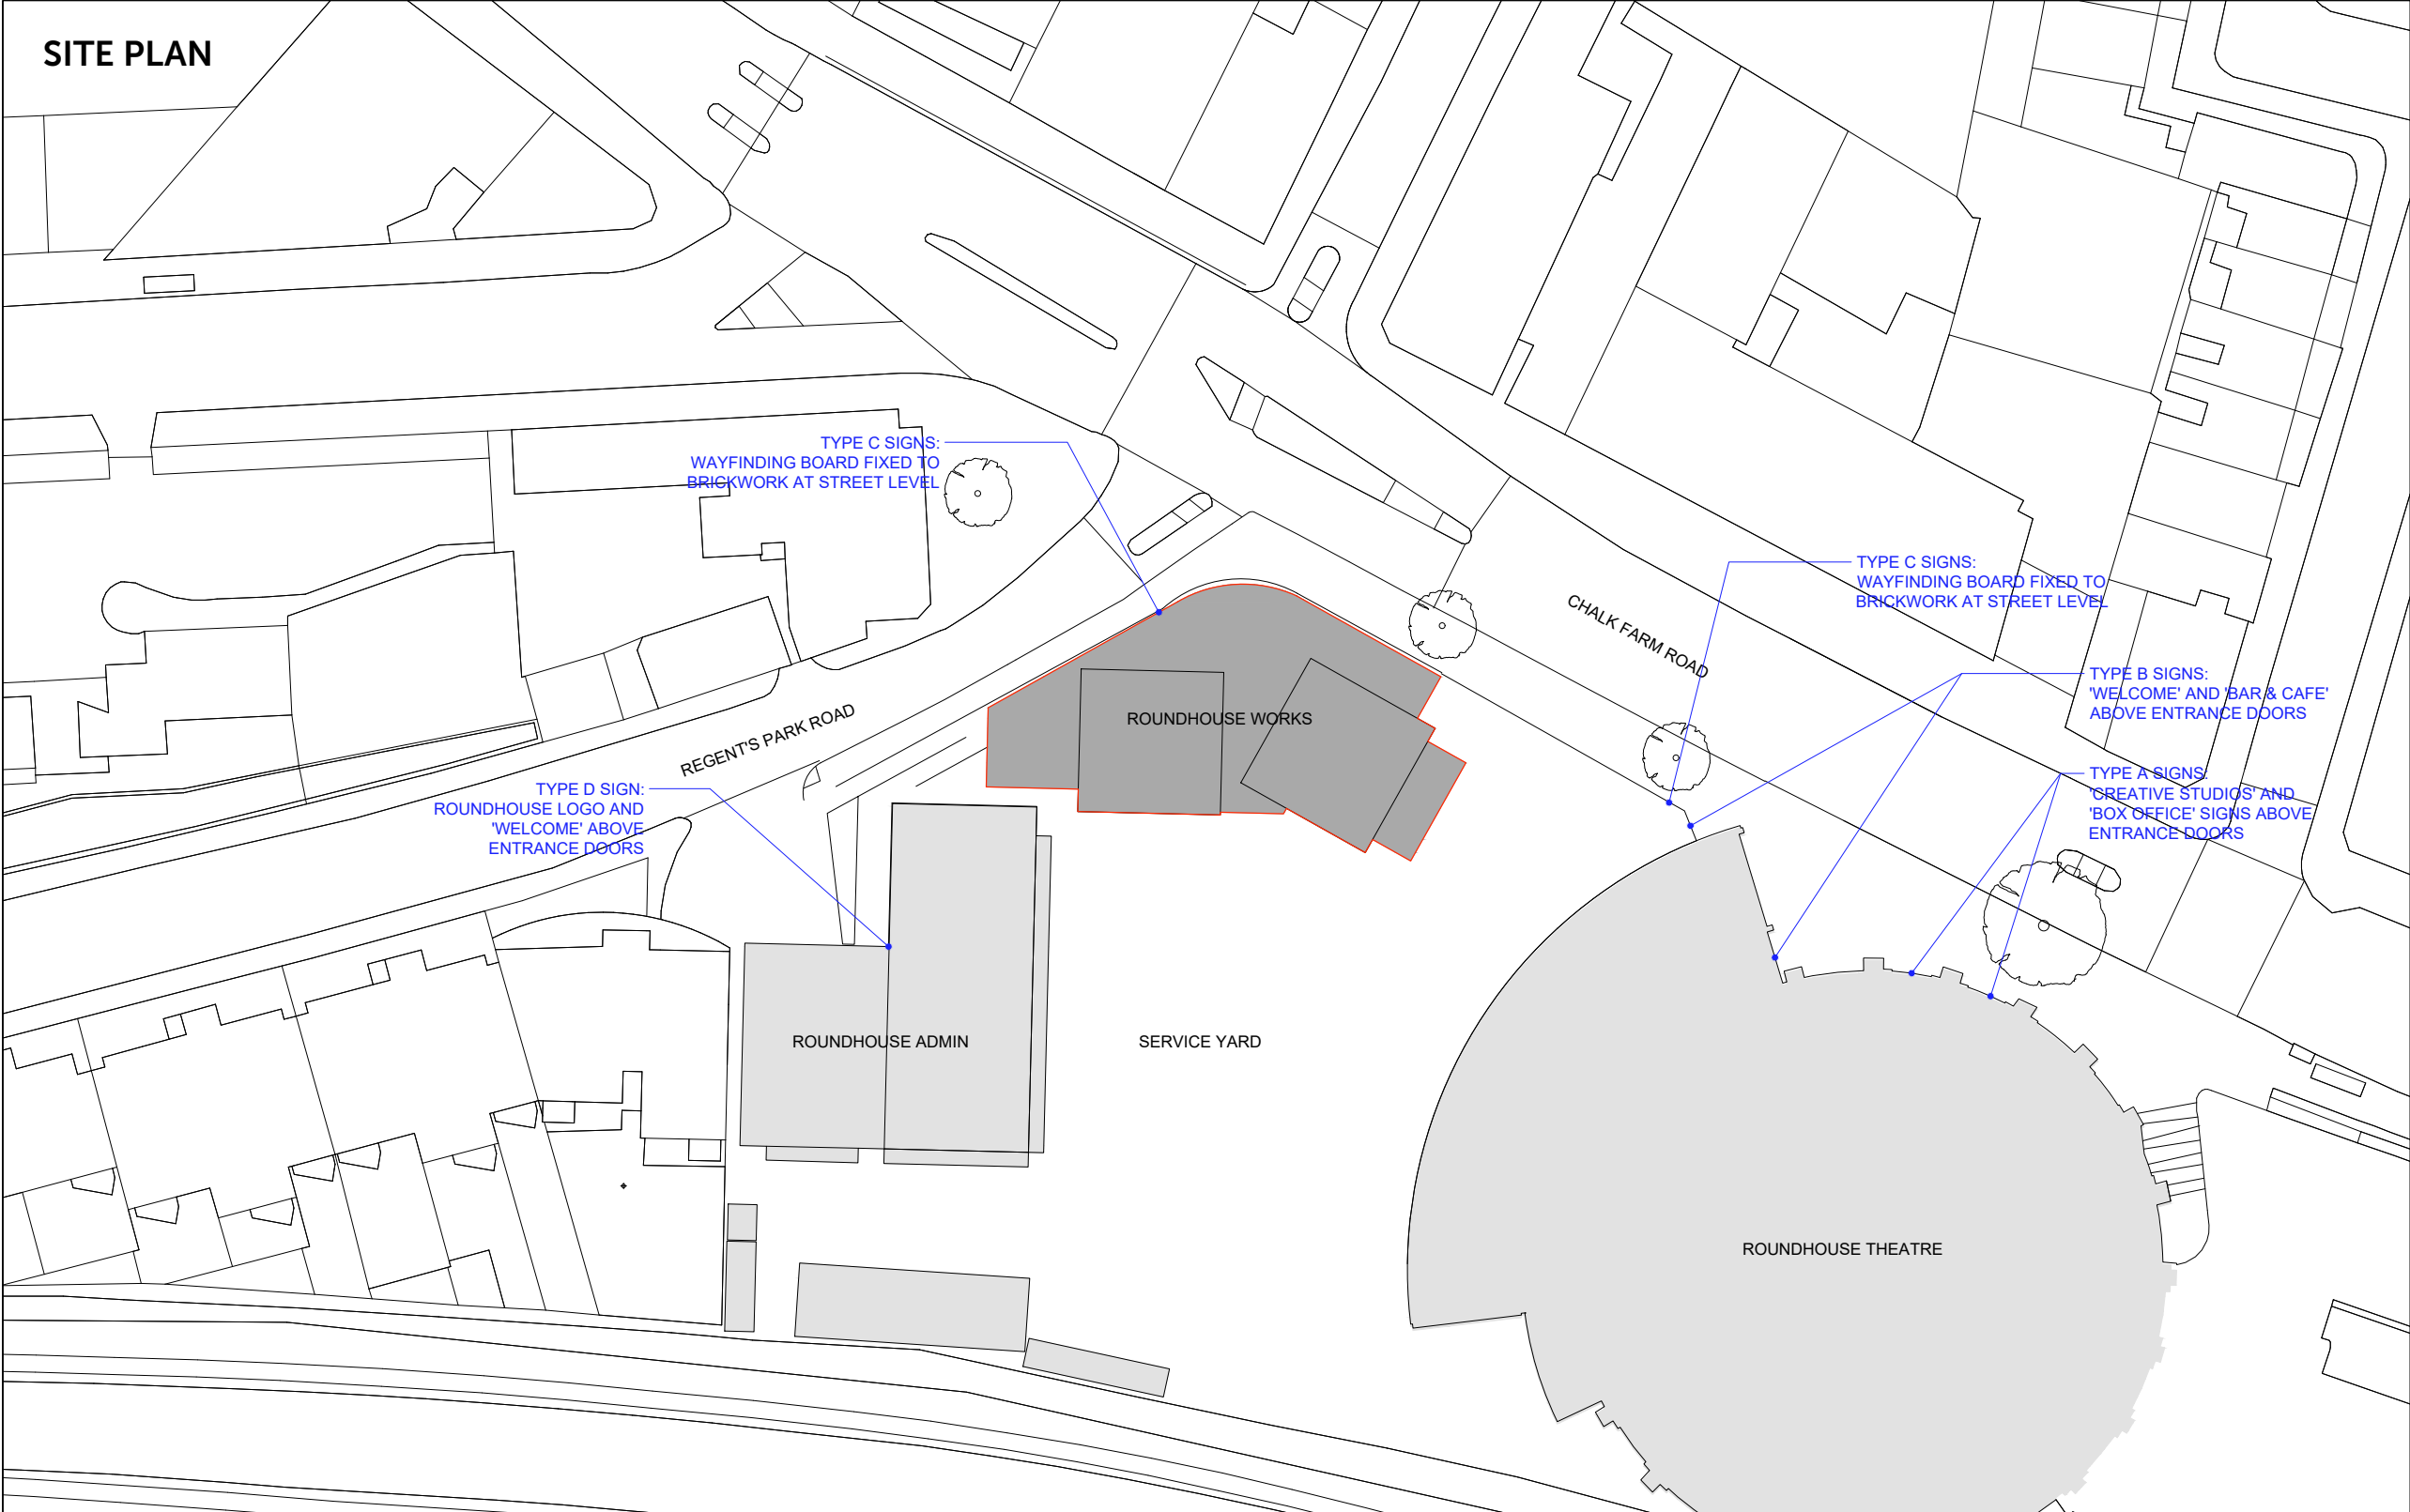 SITE PLAN
TYPE C SIGNS:
WAYFINDING BOARD FIXED TO
BRICKWORK AT STREET LEVEL
TYPE C SIGNS:
WAYFINDING BOARD FIXED TO
BRICKWORK AT STREET LEVEL
CHALK FARM ROAD
TYPE B SIGNS:
'WELCOME' AND 'BAR & CAFE'
ABOVE ENTRANCE DOORS
ROUNDHOUSE WORKS
REGENT'S PARK ROAD
TYPE A SIGNS:
'CREATIVE STUDIOS' AND
'BOX OFFICE' SIGNS ABOVE
ENTRANCE DOORS
TYPE D SIGN:
ROUNDHOUSE LOGO AND
'WELCOME' ABOVE
ENTRANCE DOORS
ROUNDHOUSE ADMIN
SERVICE YARD
ROUNDHOUSE THEATRE